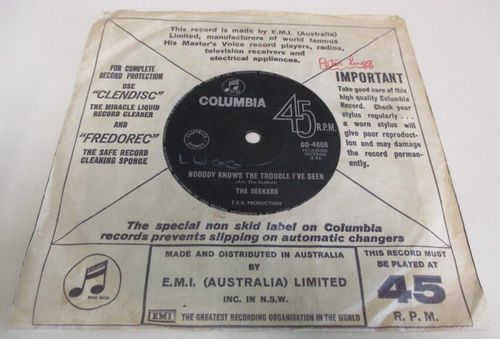 This record is made by E.M.I. (Australia)
Limited, manufacturers of world famous
His Master's Voice record players, radios,
television receivers and
electrical appliances.
FOR COMPLETE
RECORD PROTECTION
USE
"CLENDISC"
THE MIRACLE LIQUID
RECORD CLEANER
AND
"FREDOREC"
THE SAFE RECORD
CLEANING SPONGE
IMPORTANT
Take good care of this
high quality Columbia
Record. Check your
stylus regularly . . .
a worn stylus will
give poor reproduct-
ion and may damage
the record perman-
ently.
COLUMBIA
45
R.P.M.
DO-4666
LUGG
NOBODY KNOWS THE TROUBLE I'VE SEEN
(Arr. The Seekers)
THE SEEKERS
F.X.B. PRODUCTION
The special non skid label on Columbia
records prevents slipping on automatic changers
MADE AND DISTRIBUTED IN AUSTRALIA
BY
E.M.I. (AUSTRALIA) LIMITED
INC. IN N.S.W.
EMI THE GREATEST RECORDING ORGANISATION IN THE WORLD
THIS RECORD MUST
BE PLAYED AT
45
R. P. M.